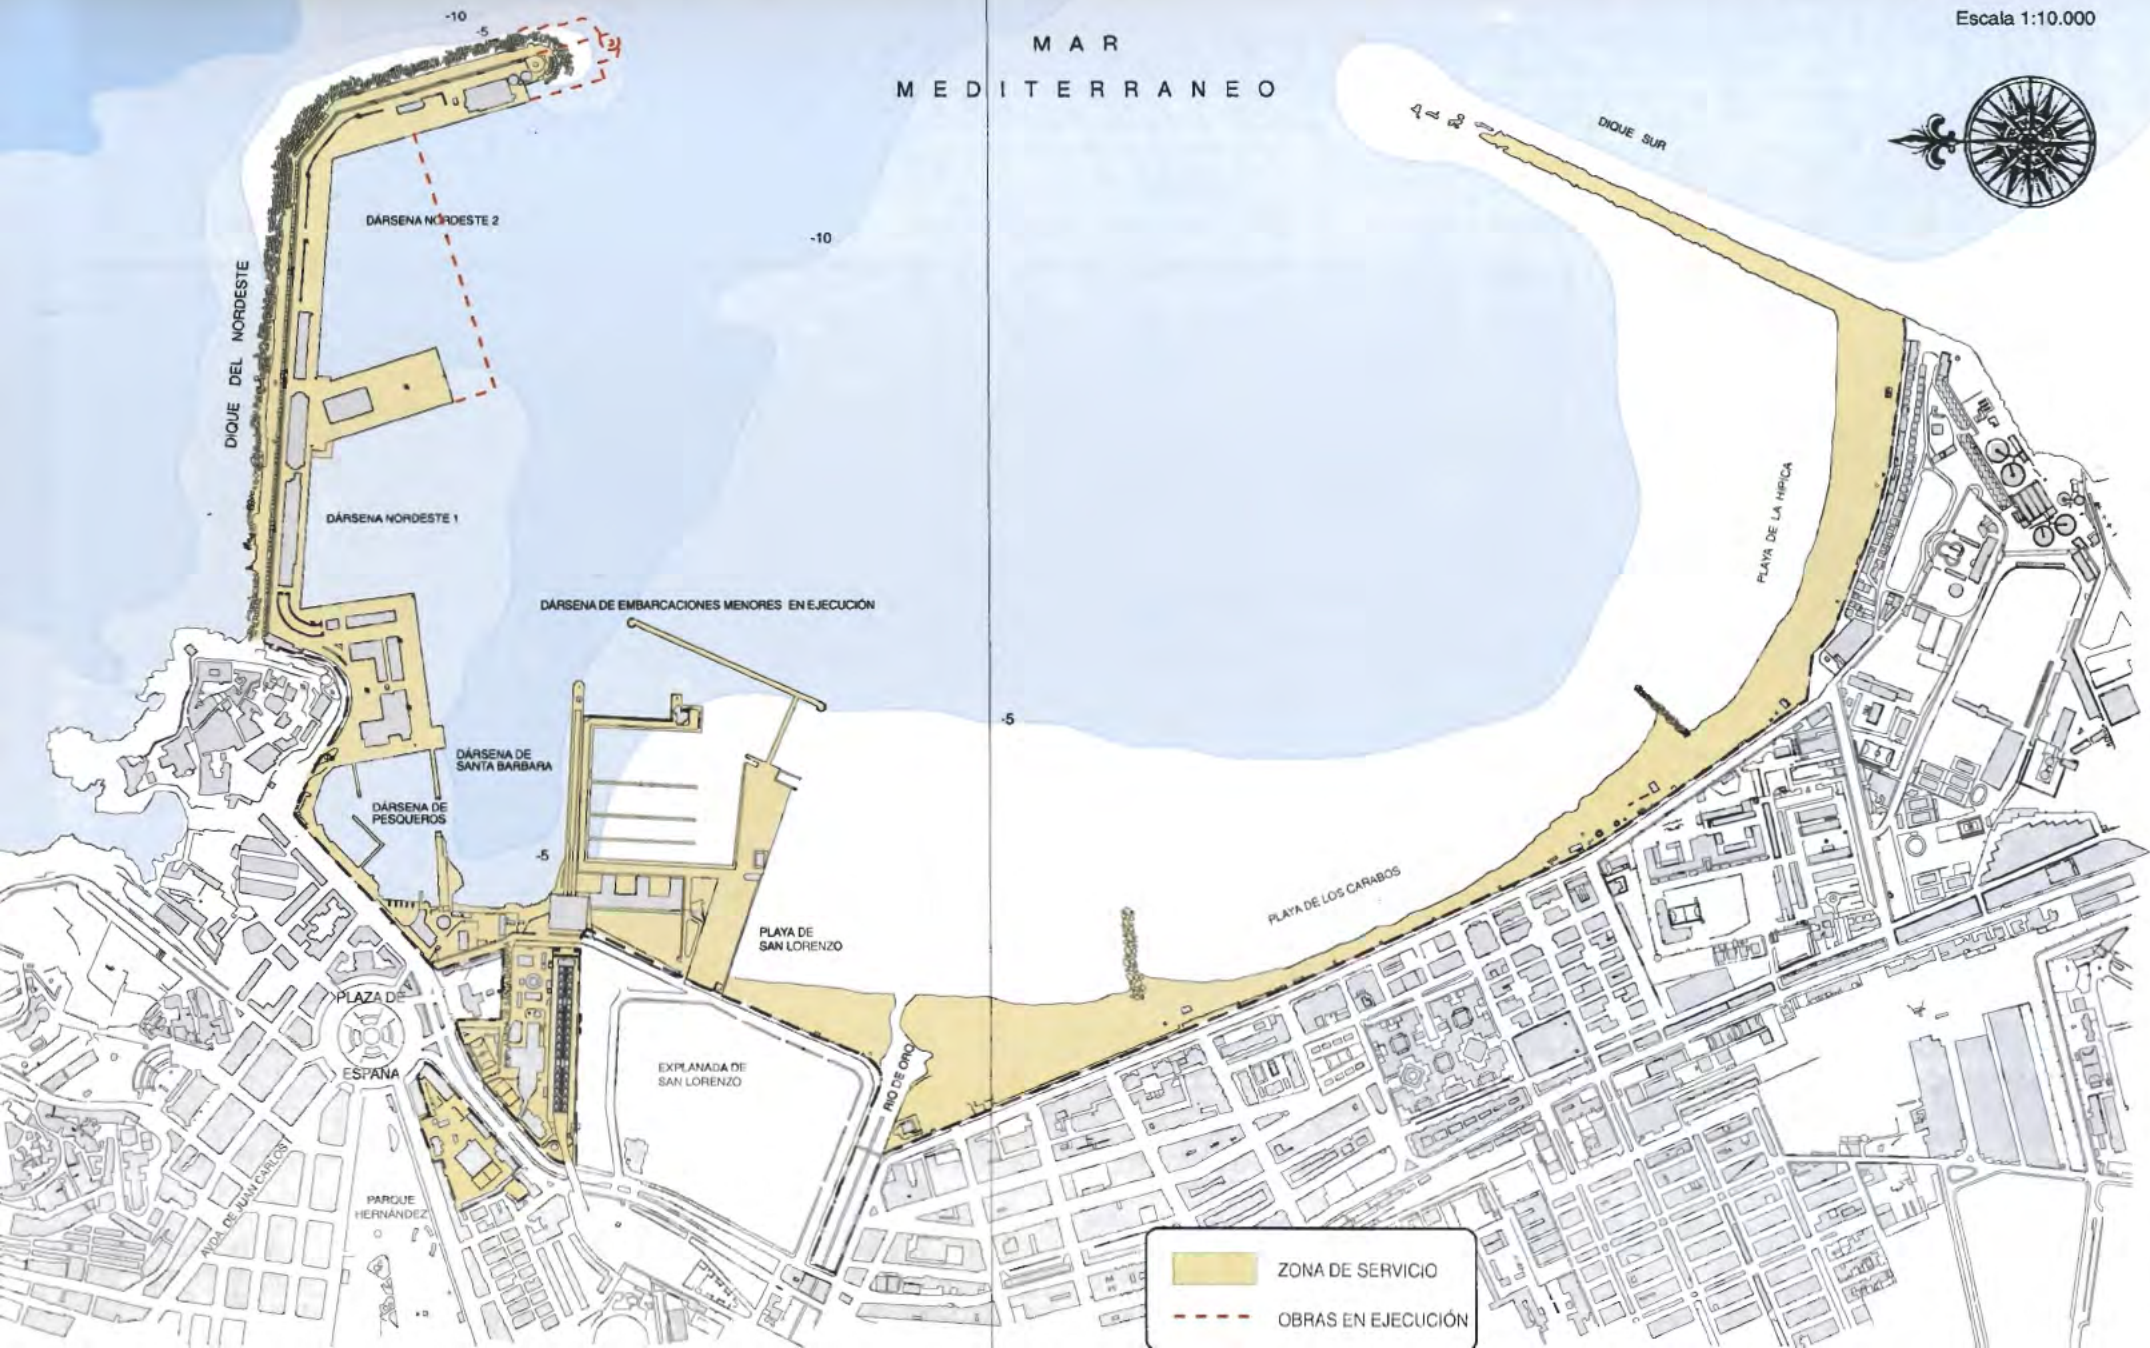 Escala 1:10.000
-10
-5
MAR
MEDITERRANEO
DIQUE SUR
DÁRSENA NORDESTE 2
-10
DIQUE DEL NORDESTE
DÁRSENA NORDESTE 1
PLAYA DE LA HIPICA
DÁRSENA DE EMBARCACIONES MENORES EN EJECUCIÓN
-5
DÁRSENA DE
SANTA BARBARA
DÁRSENA DE
PESQUEROS
-5
PLAYA DE LOS CARABOS
PLAYA DE
SAN LORENZO
PLAZA DE
ESPAÑA
EXPLANADA DE
SAN LORENZO
RIO DE ORO
AVDA. DE JUAN CARLOS I
PARQUE
HERNÁNDEZ
ZONA DE SERVICIO
OBRAS EN EJECUCIÓN